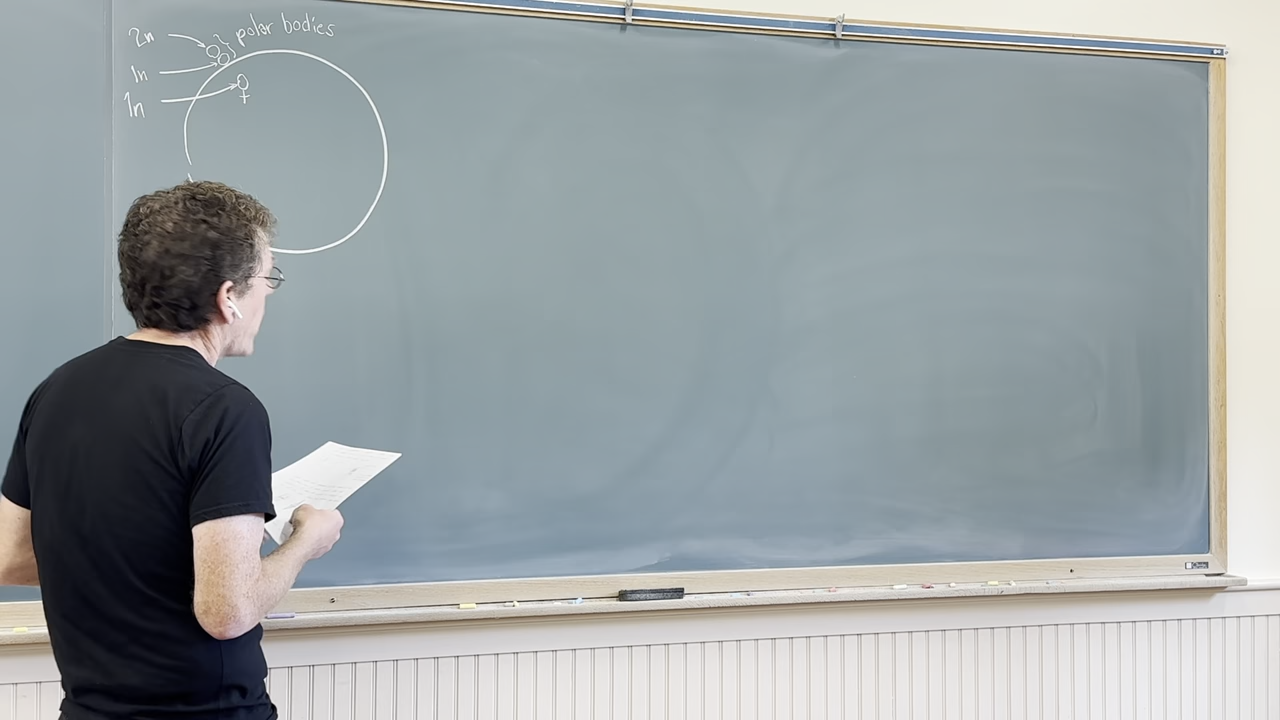 2n
polar bodies
1n
1n
♀